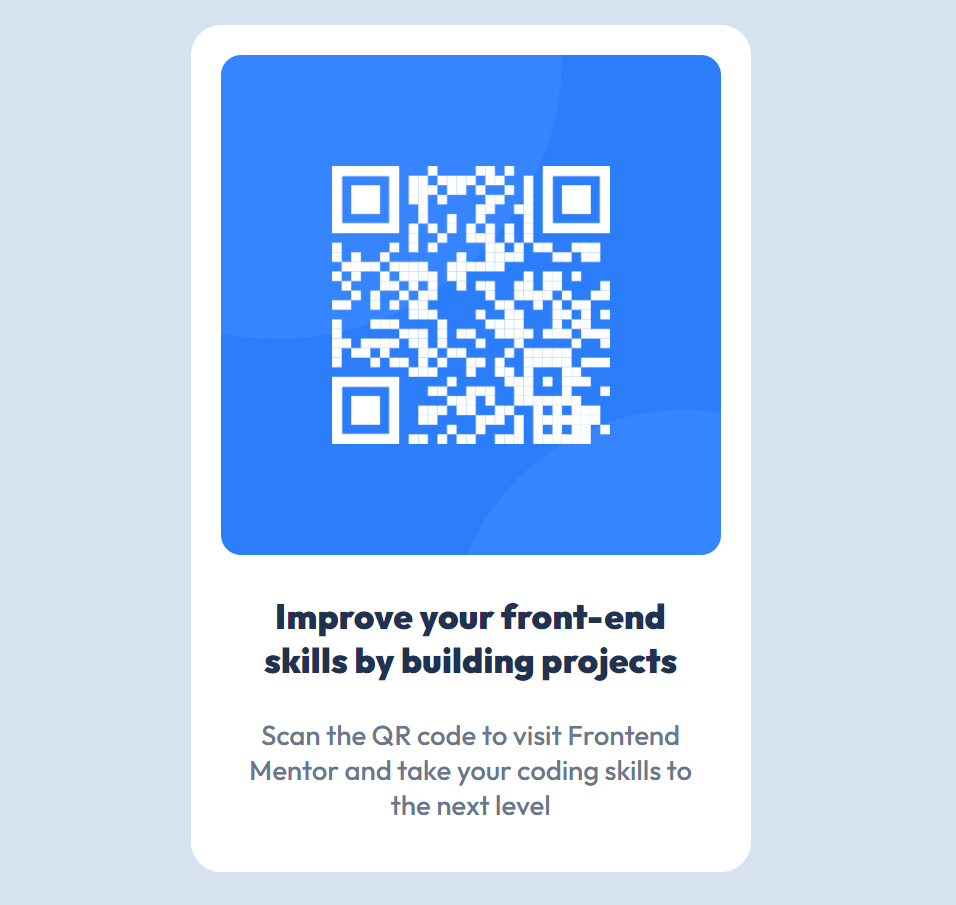 Improve your front-end
skills by building projects
Scan the QR code to visit Frontend
Mentor and take your coding skills to
the next level